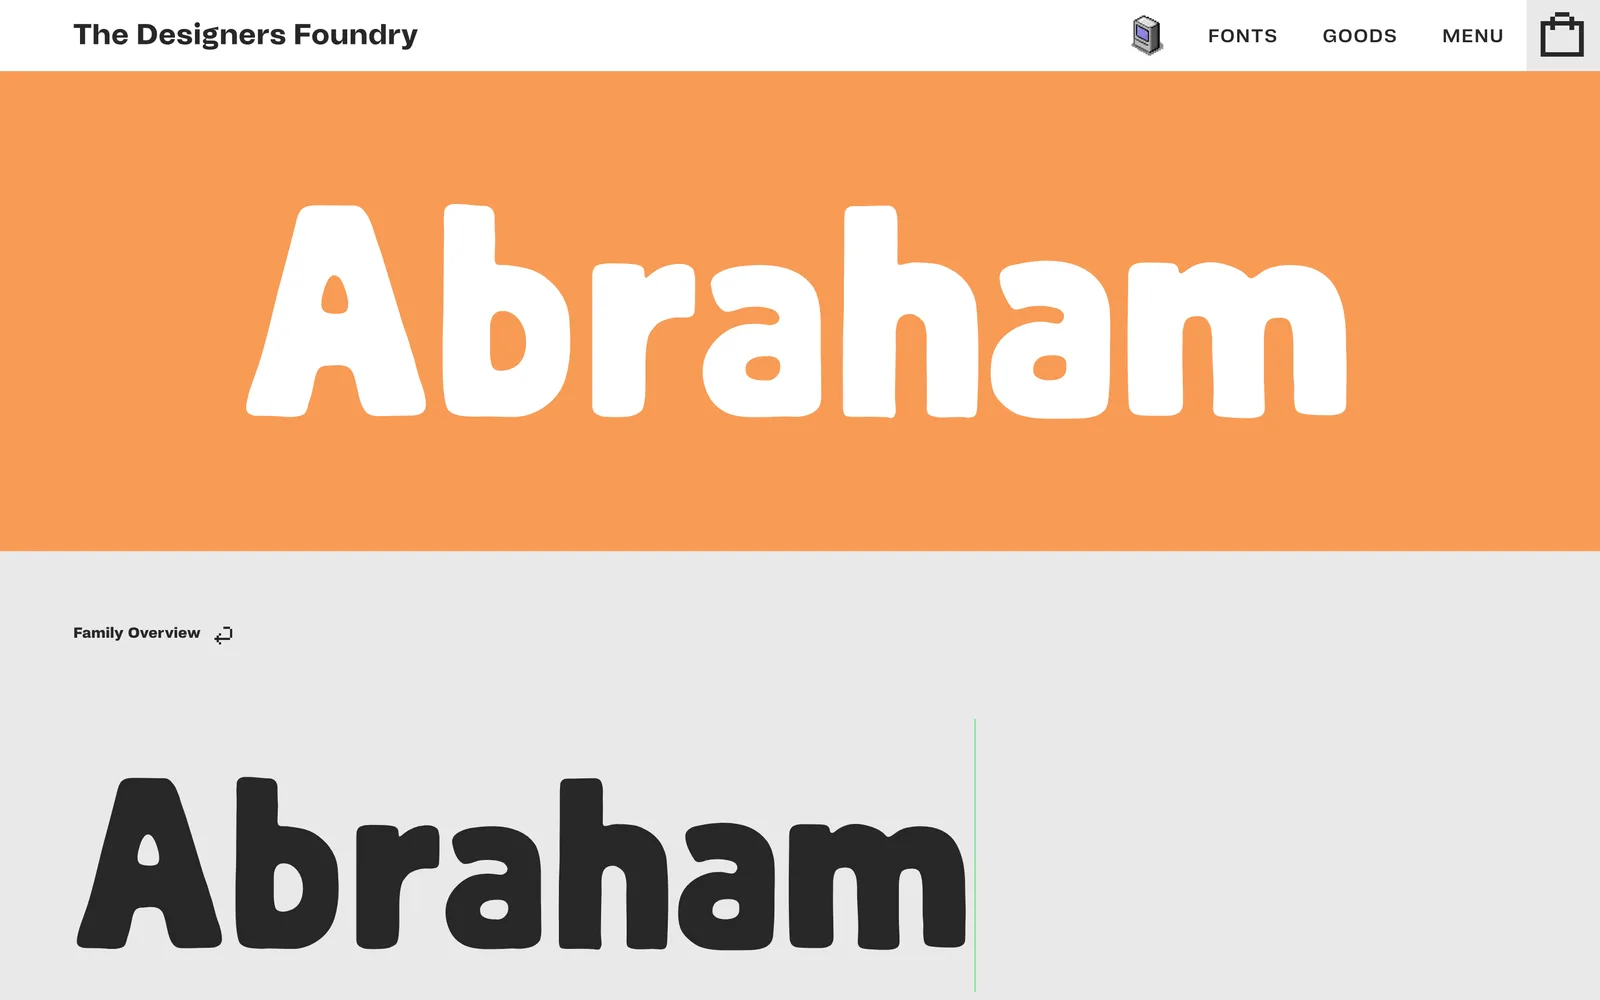 The Designers Foundry
FONTS GOODS MENU
Abraham
Family Overview
Abraham